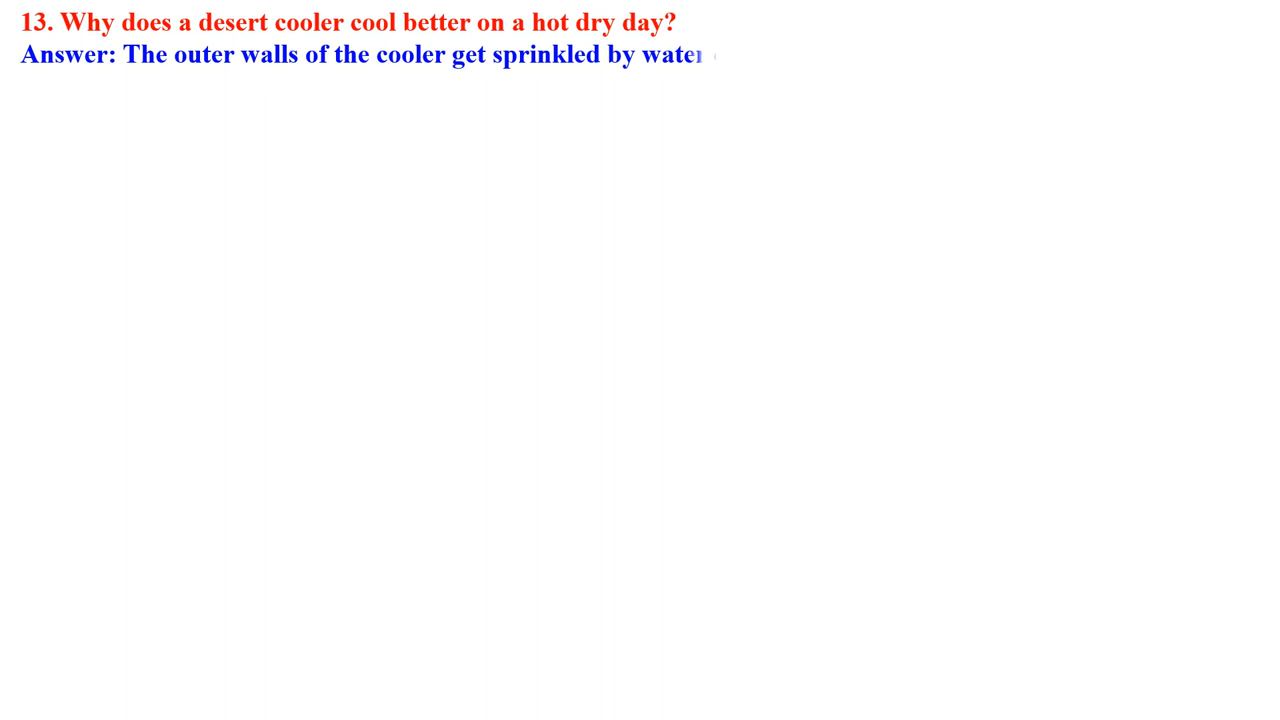 13. Why does a desert cooler cool better on a hot dry day?
Answer: The outer walls of the cooler get sprinkled by water